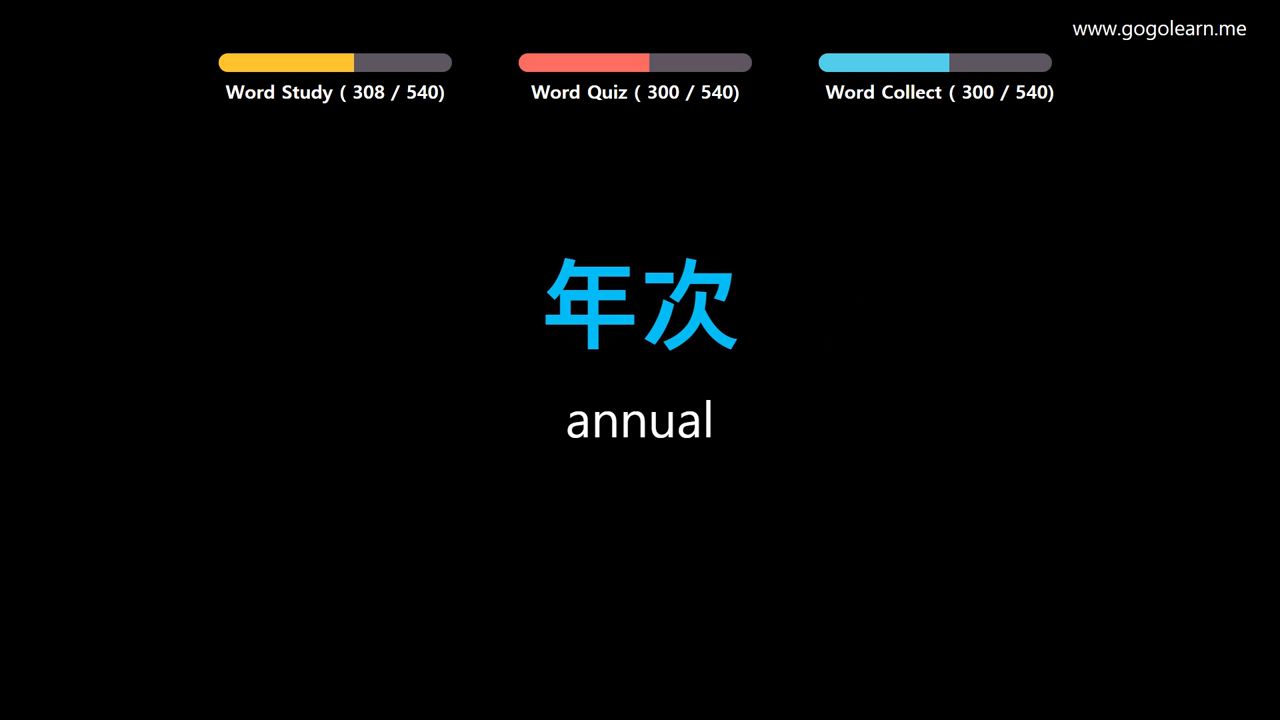 www.gogolearn.me
Word Study ( 308 / 540)
Word Quiz ( 300 / 540)
Word Collect ( 300 / 540)
年次
annual